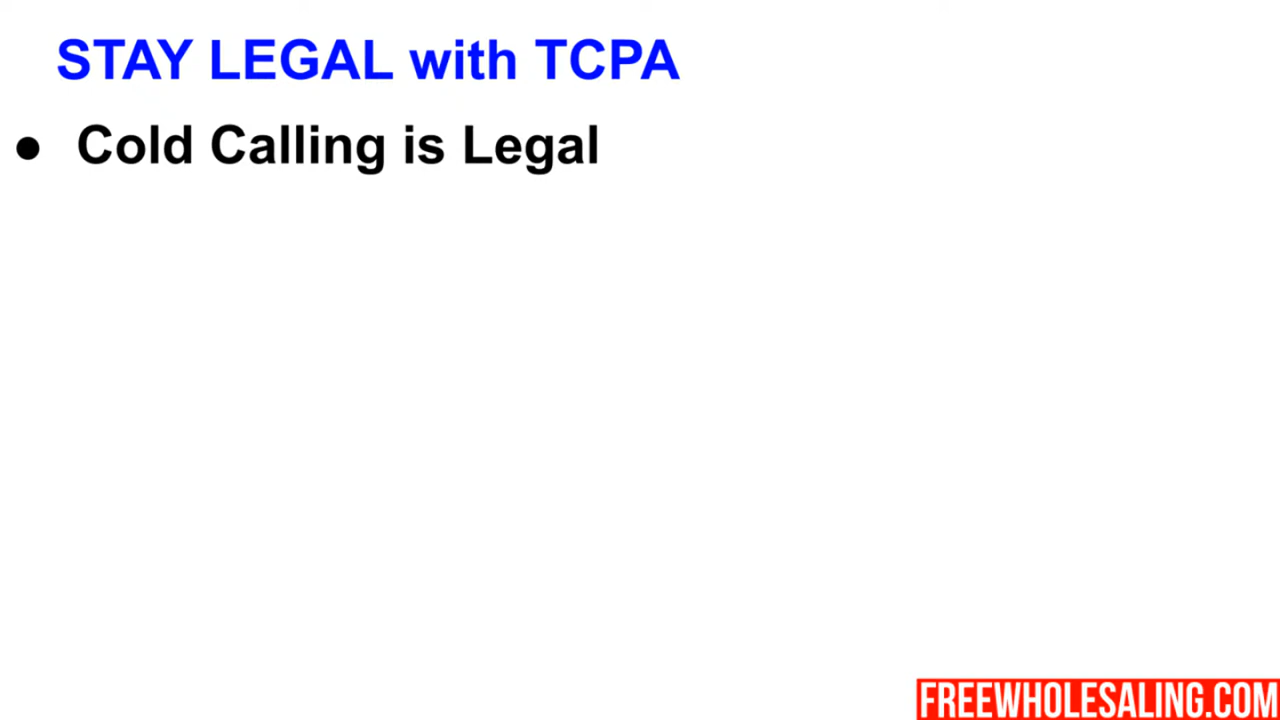 STAY LEGAL with TCPA
● Cold Calling is Legal
FREEWHOLESALING.COM